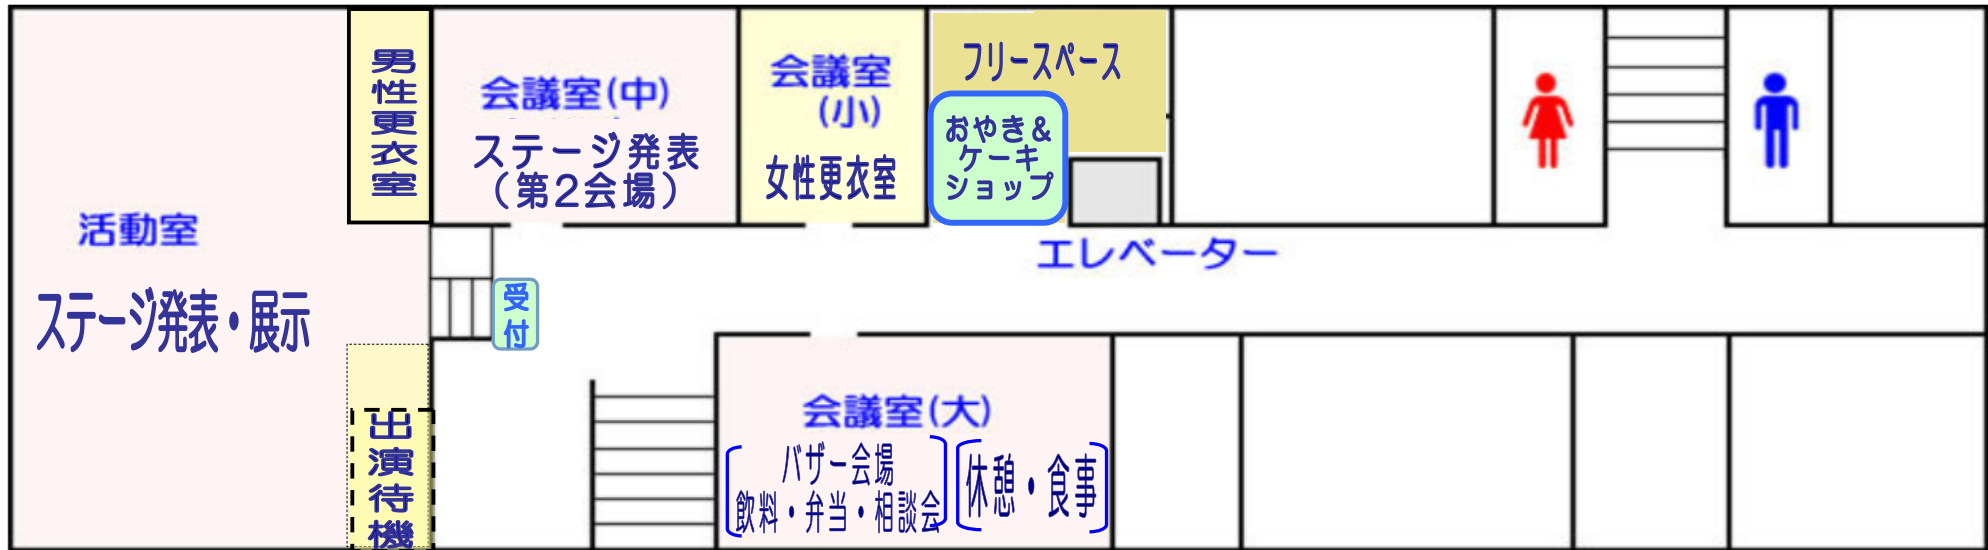 活動室
ステージ発表・展示
男性更衣室
出演待機
会議室(中)
ステージ発表
（第2会場）
会議室
(小)
女性更衣室
フリースペース
おやき&
ケーキ
ショップ
エレベーター
受付
会議室(大)
バザー会場
飲料・弁当・相談会
休憩・食事